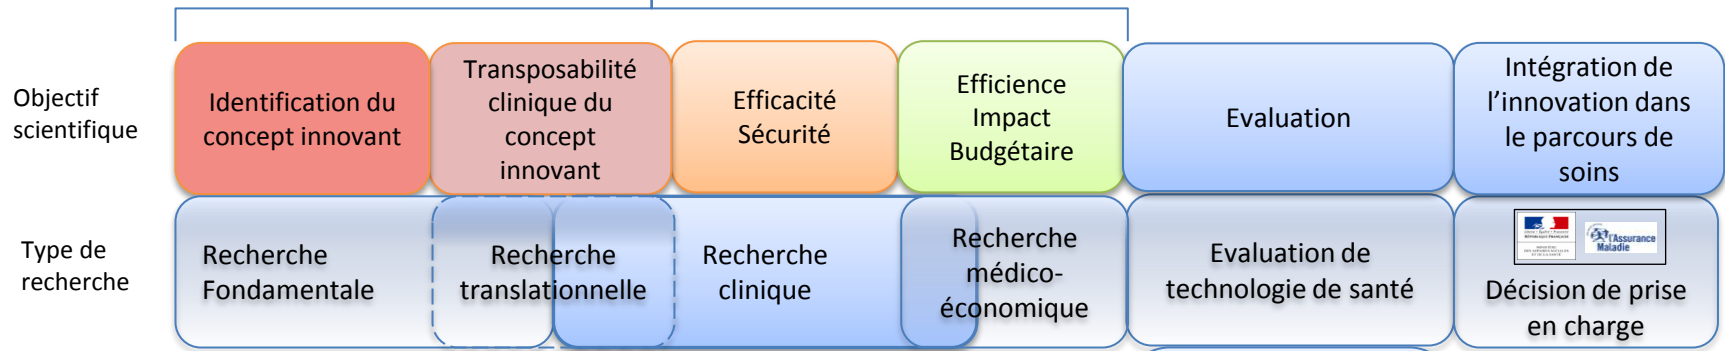 Objectif
scientifique
Identification du
concept innovant
Transposabilité
clinique du
concept
innovant
Efficacité
Sécurité
Efficience
Impact
Budgétaire
Evaluation
Intégration de
l’innovation dans
le parcours de
soins
Type de
recherche
Recherche
Fondamentale
Recherche
translationnelle
Recherche
clinique
Recherche
médico-
économique
Evaluation de
technologie de santé
l'Assurance
Maladie
Décision de prise
en charge